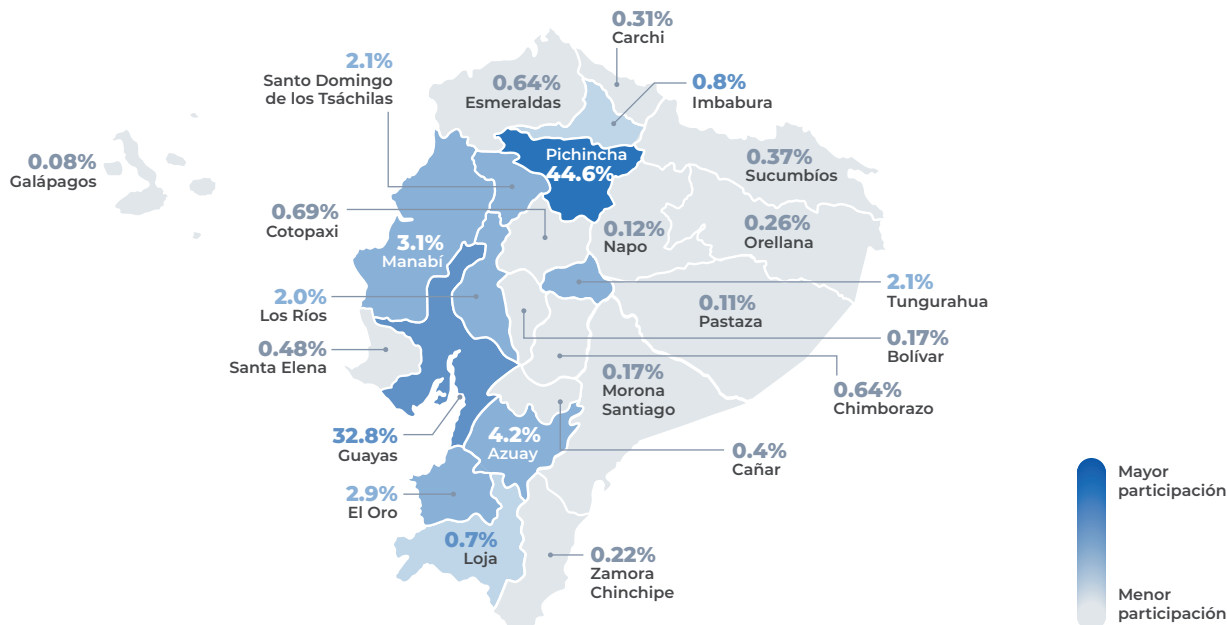 0.31%
Carchi
2.1%
Santo Domingo
de los Tsáchilas
0.64%
Esmeraldas
0.8%
Imbabura
0.08%
Galápagos
Pichincha
44.6%
0.37%
Sucumbíos
0.69%
Cotopaxi
3.1%
Manabí
0.12%
Napo
0.26%
Orellana
2.0%
Los Ríos
2.1%
Tungurahua
0.11%
Pastaza
0.48%
Santa Elena
0.17%
Bolívar
0.17%
Morona
Santiago
0.64%
Chimborazo
32.8%
Guayas
4.2%
Azuay
0.4%
Cañar
2.9%
El Oro
0.7%
Loja
0.22%
Zamora
Chinchipe
Mayor
participación
Menor
participación